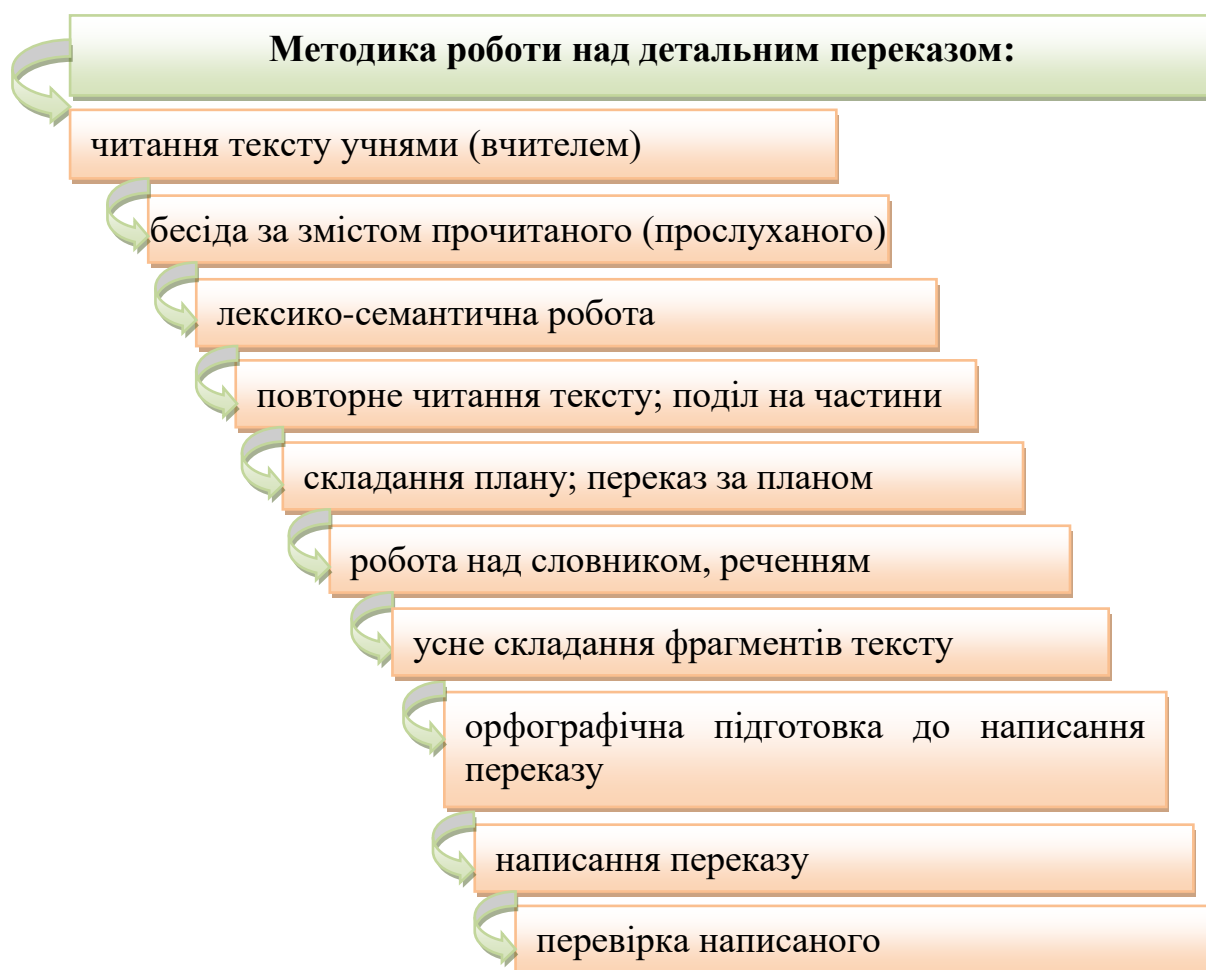 Методика роботи над детальним переказом:
читання тексту учнями (вчителем)
бесіда за змістом прочитаного (прослуханого)
лексико-семантична робота
повторне читання тексту; поділ на частини
складання плану; переказ за планом
робота над словником, реченням
усне складання фрагментів тексту
орфографічна підготовка до написання
переказу
написання переказу
перевірка написаного